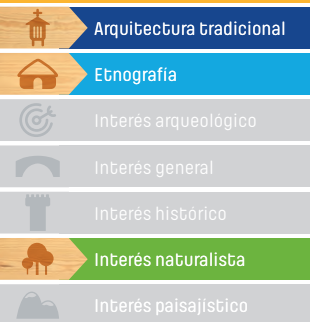 Arquitectura tradicional
Etnografía
Interés arqueológico
Interés general
Interés histórico
Interés naturalista
Interés paisajístico